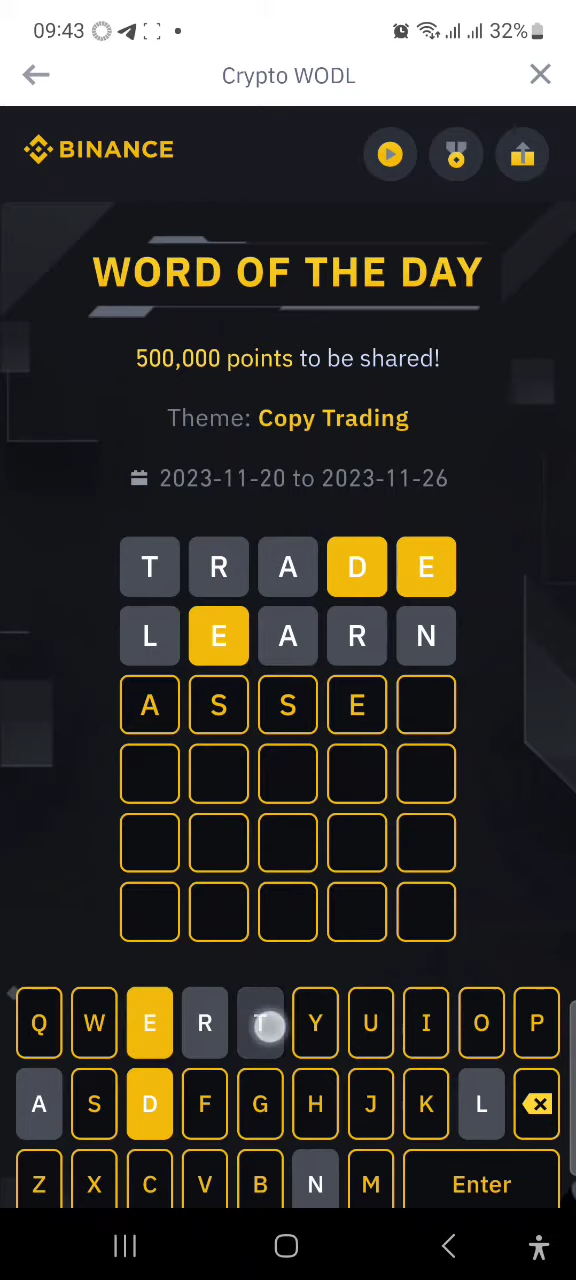 09:43 32%
Crypto WODL
BINANCE
WORD OF THE DAY
500,000 points to be shared!
Theme: Copy Trading
2023-11-20 to 2023-11-26
T R A D E
L E A R N
A S S E
Q W E R T Y U I O P
A S D F G H J K L
Z X C V B N M Enter